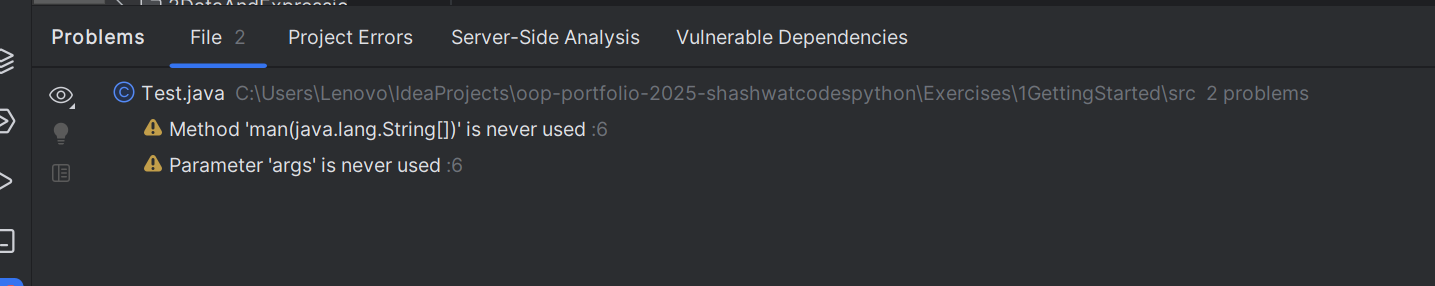 Problems File 2 Project Errors Server-Side Analysis Vulnerable Dependencies
C Test.java C:\Users\Lenovo\IdeaProjects\oop-portfolio-2025-shashwatcodespython\Exercises\1GettingStarted\src 2 problems
Method 'man(java.lang.String[])' is never used :6
Parameter 'args' is never used :6